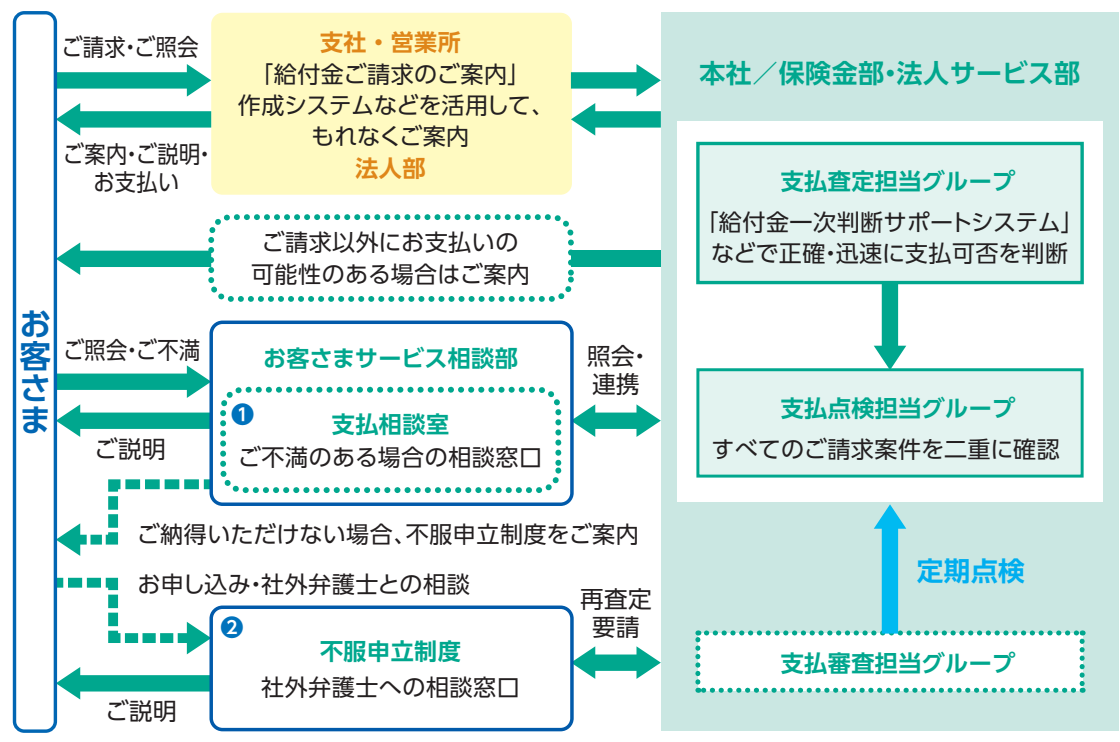 お客さま
ご請求・ご照会
ご案内・ご説明・
お支払い
支社・営業所
「給付金ご請求のご案内」
作成システムなどを活用して、
もれなくご案内
法人部
ご請求以外にお支払いの
可能性のある場合はご案内
ご照会・ご不満
ご説明
お客さまサービス相談部
❶
支払相談室
ご不満のある場合の相談窓口
照会・
連携
ご納得いただけない場合、不服申立制度をご案内
お申し込み・社外弁護士との相談
❷
不服申立制度
社外弁護士への相談窓口
ご説明
再査定
要請
本社／保険金部・法人サービス部
支払査定担当グループ
「給付金一次判断サポートシステム」
などで正確・迅速に支払可否を判断
支払点検担当グループ
すべてのご請求案件を二重に確認
定期点検
支払審査担当グループ